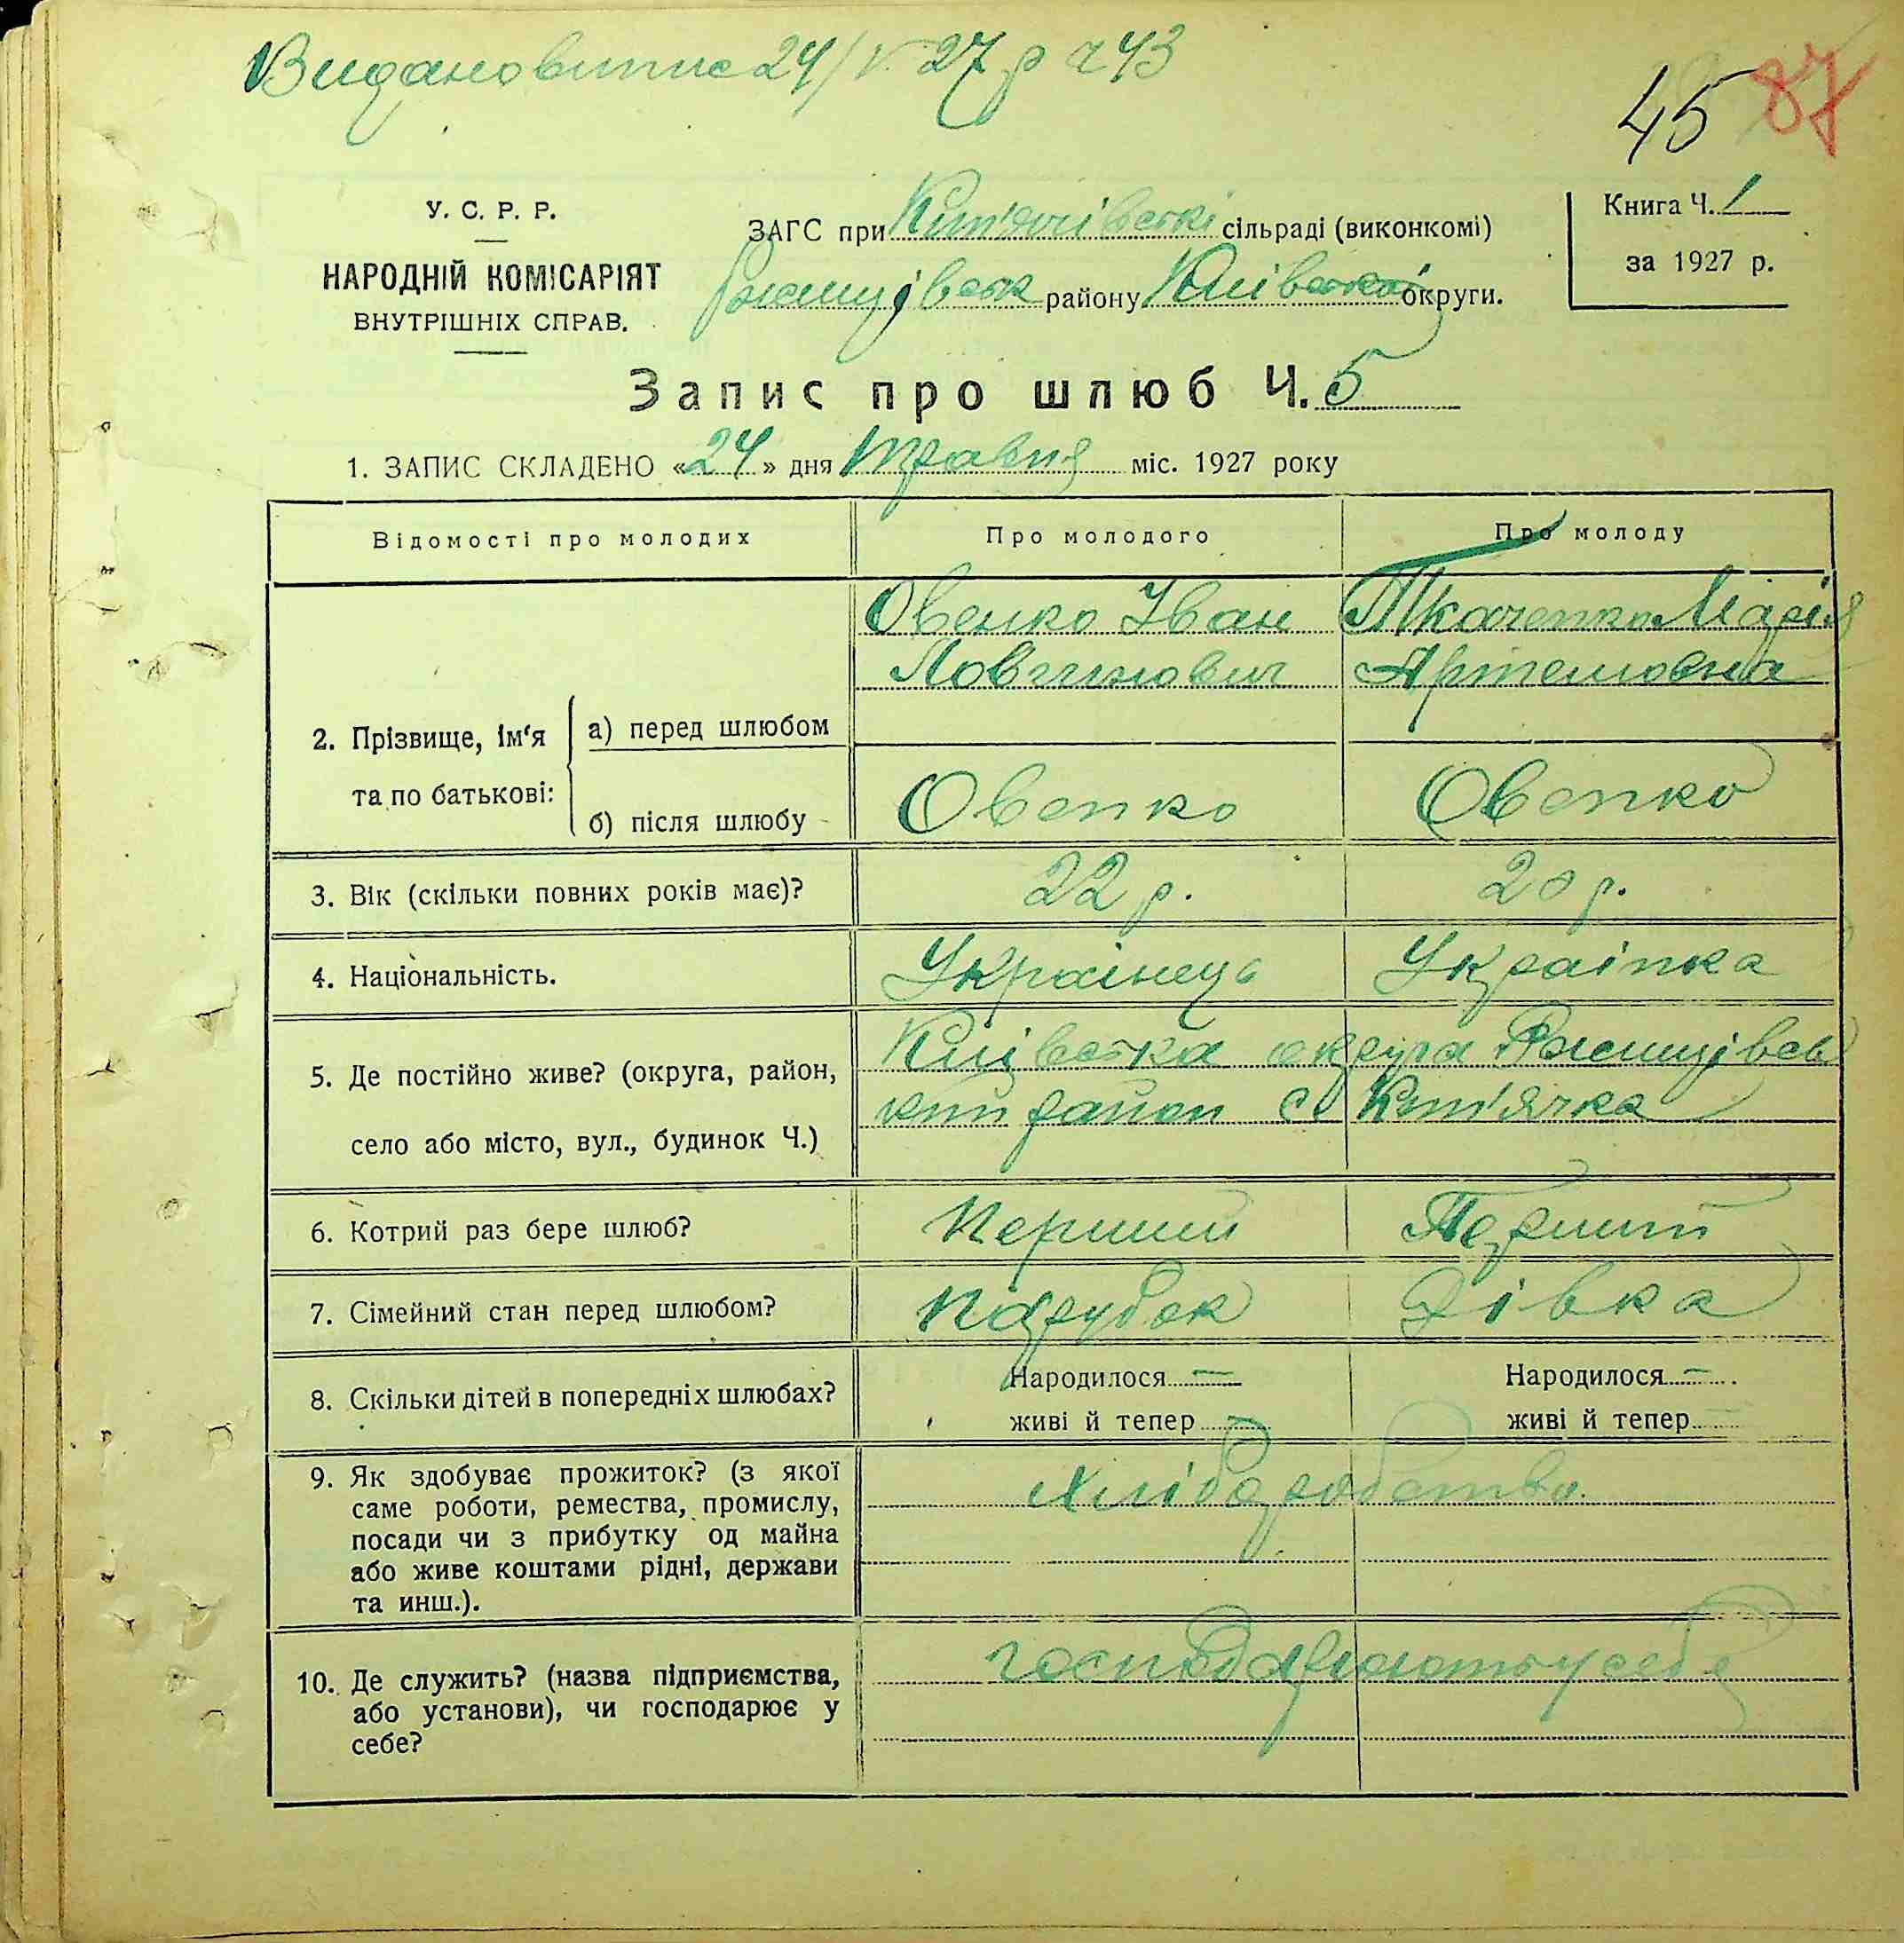 Видано витис 24/V 27 р ч 43
45 87
У. С. Р. Р.
НАРОДНІЙ КОМІСАРІЯТ
ВНУТРІШНІХ СПРАВ.
ЗАГС при Кип'ячівські сільраді (виконкомі)
Ржищівськ району Київської округи.
Книга Ч. 1
за 1927 р.
Запис про шлюб Ч. 5
1. ЗАПИС СКЛАДЕНО «24» дня травня міс. 1927 року
Відомості про молодих Про молодого Про молоду
2. Прізвище, ім'я та по батькові:
а) перед шлюбом
Овенко Іван Ткаченко Марія
Артемовна
б) після шлюбу Овенко Овенко
3. Вік (скільки повних років має)? 22 р. 20 р.
4. Національність. Українець Українка
5. Де постійно живе? (округа, район, Київська округа Ржищівсь
село або місто, вул., будинок Ч.) кий район с Кип'ячка
6. Котрий раз бере шлюб? Перший Перший
7. Сімейний стан перед шлюбом? парубок дівка
8. Скільки дітей в попередніх шлюбах? Народилося — Народилося —
живі й тепер — живі й тепер —
9. Як здобуває прожиток? (з якої
саме роботи, ремества, промислу, хліборобство
посади чи з прибутку од майна
або живе коштами рідні, держави
та инш.).
10. Де служить? (назва підприємства, господарюють у себе
або установи), чи господарює у
себе?